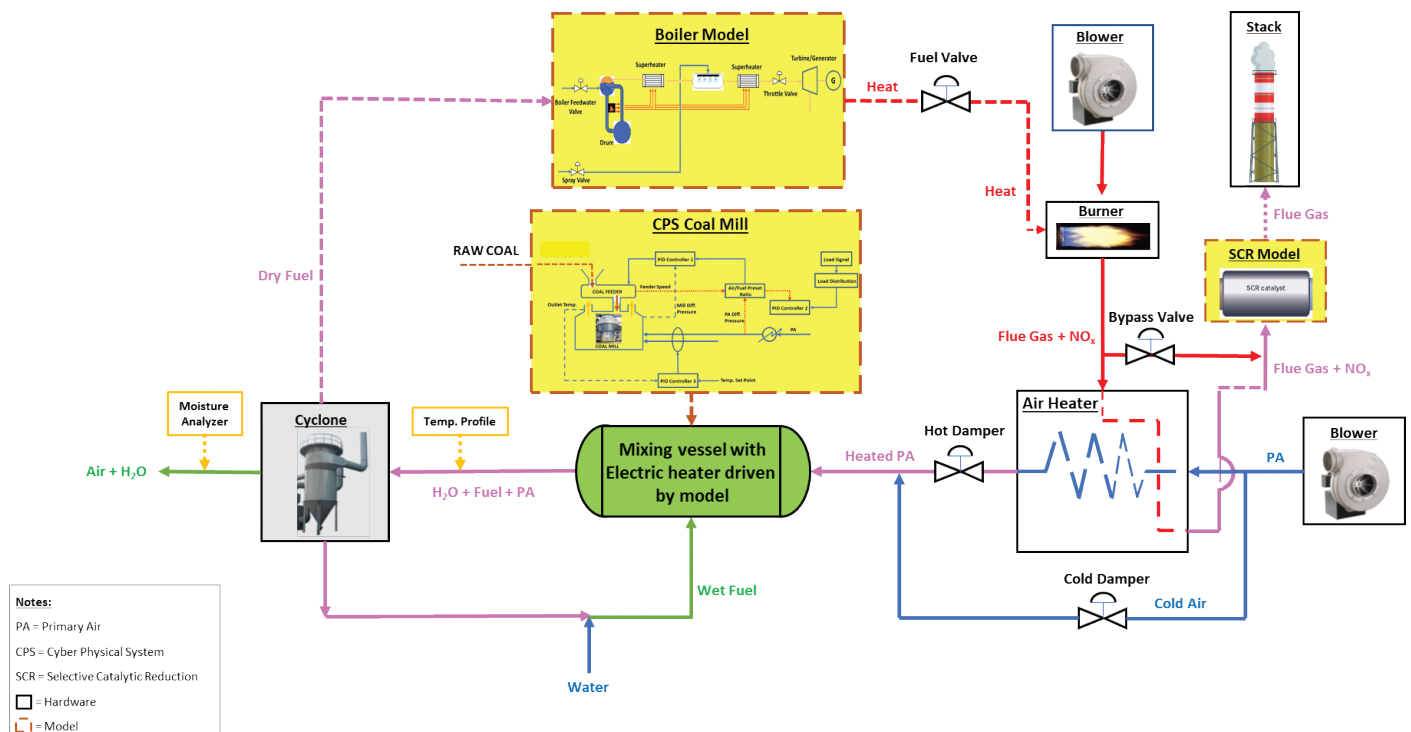 Boiler Model
Superheater
Superheater
Turbine/Generator
G
Throttle Valve
Boiler Feedwater
Valve
Drum
Spray Valve
Heat
Fuel Valve
Blower
Stack
Heat
Burner
Flue Gas
SCR Model
SCR catalyst
CPS Coal Mill
RAW COAL
PID Controller 1
Load Signal
Load Distribution
COAL FEEDER
Feeder Speed
Air/Fuel Preset
Ratio
PID Controller 2
Outlet Temp.
Mill Diff.
Pressure
PA Diff.
Pressure
PA
COAL MILL
PID Controller 3
Temp. Set Point
Dry Fuel
Flue Gas + NOₓ
Bypass Valve
Flue Gas + NOₓ
Moisture
Analyzer
Cyclone
Temp. Profile
Air + H₂O
H₂O + Fuel + PA
Mixing vessel with
Electric heater driven
by model
Heated PA
Hot Damper
Air Heater
PA
Blower
Wet Fuel
Cold Damper
Cold Air
Water
Notes:
PA = Primary Air
CPS = Cyber Physical System
SCR = Selective Catalytic Reduction
= Hardware
= Model